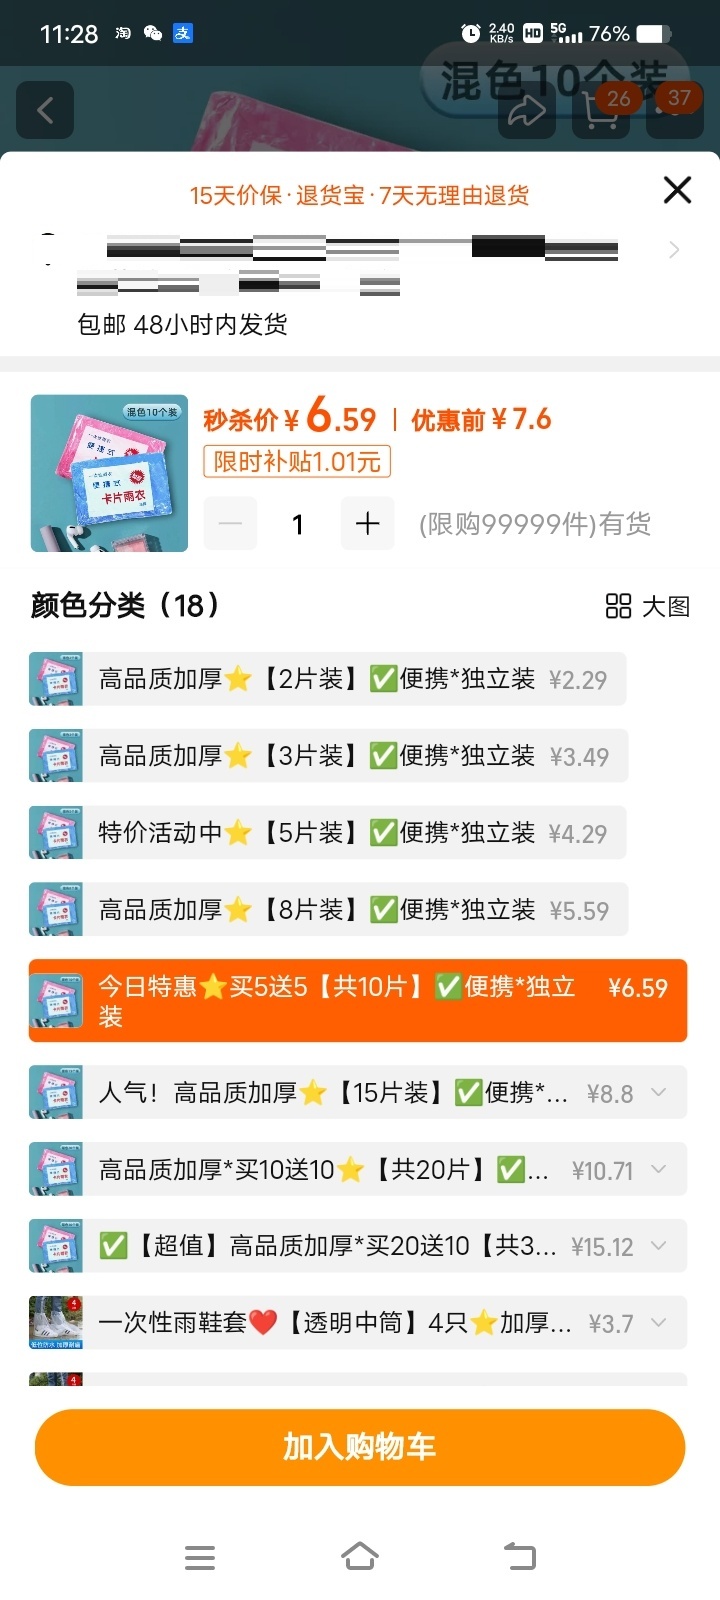 11:28 淘 支 2.40 KB/s HD 5G 76%
混色10个装
26
37
15天价保·退货宝·7天无理由退货
包邮 48小时内发货
混色10个装
便携式
便携式
卡片雨衣
秒杀价¥6.59 | 优惠前¥7.6
限时补贴1.01元
1
(限购99999件)有货
颜色分类（18）
大图
高品质加厚⭐【2片装】✅便携*独立装 ¥2.29
高品质加厚⭐【3片装】✅便携*独立装 ¥3.49
特价活动中⭐【5片装】✅便携*独立装 ¥4.29
高品质加厚⭐【8片装】✅便携*独立装 ¥5.59
今日特惠⭐买5送5【共10片】✅便携*独立 ¥6.59
装
人气！高品质加厚⭐【15片装】✅便携*... ¥8.8
高品质加厚*买10送10⭐【共20片】✅... ¥10.71
✅【超值】高品质加厚*买20送10【共3... ¥15.12
一次性雨鞋套❤️【透明中筒】4只⭐加厚... ¥3.7
加入购物车